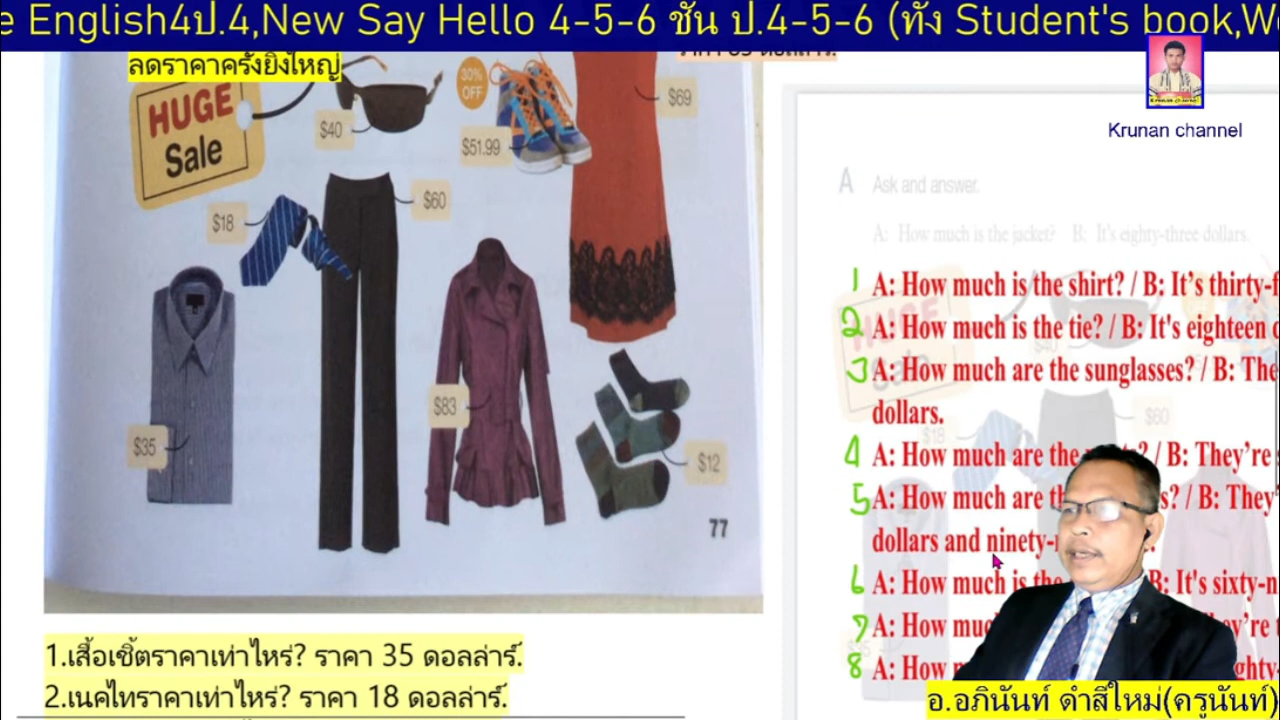 e English4ป.4,New Say Hello 4-5-6 ชั้น ป.4-5-6 (ทั้ง Student's book,W
ลดราคาครั้งยิ่งใหญ่
HUGE
Sale
$40
30%
OFF
$51.99
$69
$18
$60
$35
$83
$12
77
1.เสื้อเชิ้ตราคาเท่าไหร่? ราคา 35 ดอลล่าร์.
2.เนคไทราคาเท่าไหร่? ราคา 18 ดอลล่าร์.
Krunan channel
A Ask and answer.
A: How much is the jacket? B: It's eighty-three dollars.
1 A: How much is the shirt? / B: It’s thirty-f
2 A: How much is the tie? / B: It's eighteen d
3 A: How much are the sunglasses? / B: The
dollars.
4 A: How much are the / B: They’re
5 A: How much are th s? / B: They
dollars and ninety-
6 A: How much is the B: It's sixty-n
7 A: How muc ey’re
8 A: How ghty-
อ.อภินันท์ ดำสีใหม่(ครูนันท์)